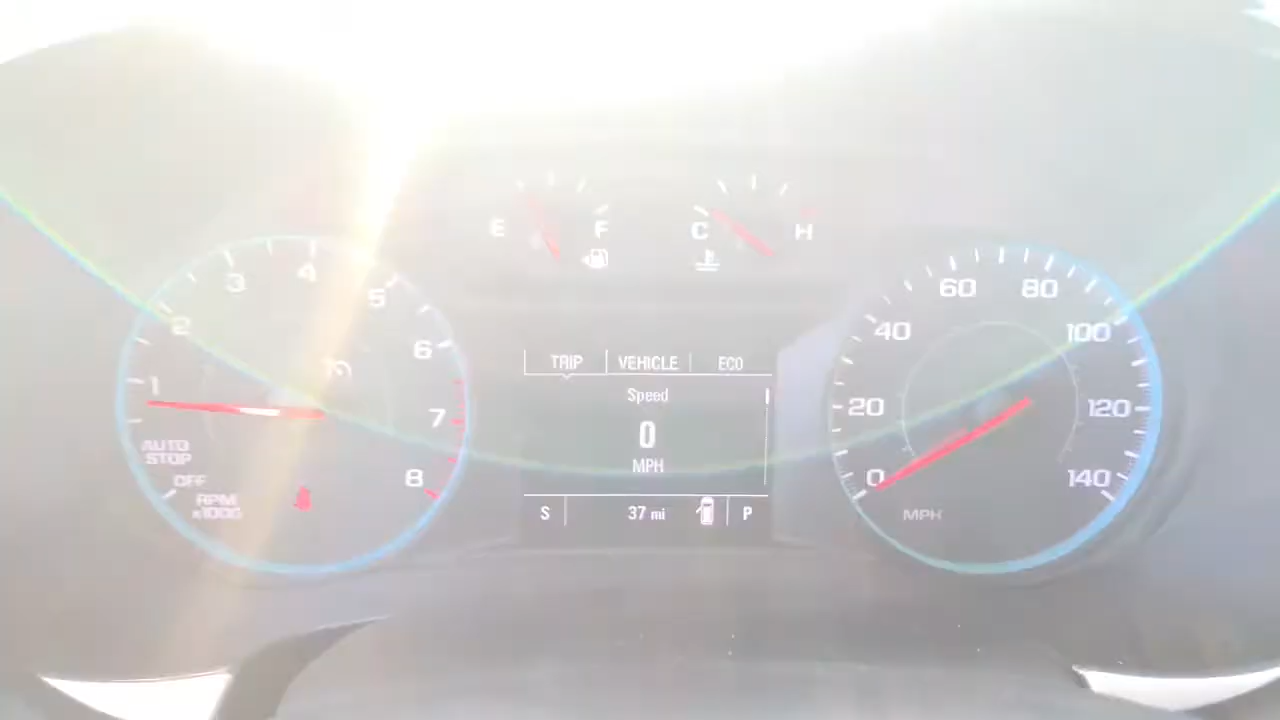 E F
C H
1 2 3 4 5 6 7 8
AUTO
STOP
OFF
RPM
x1000
TRIP VEHICLE ECO
Speed
0
MPH
S 37 mi P
0 20 40 60 80 100 120 140
MPH